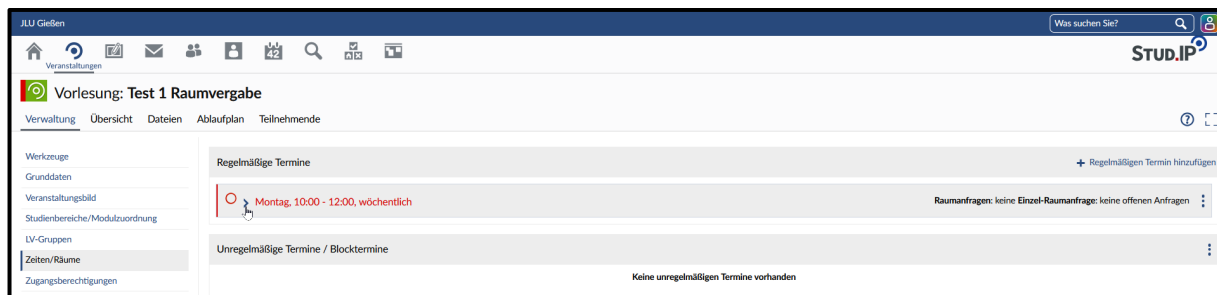 JLU Gießen
Was suchen Sie?
42
Veranstaltungen
STUD.IP
Vorlesung: Test 1 Raumvergabe
Verwaltung Übersicht Dateien Ablaufplan Teilnehmende
Werkzeuge
Grunddaten
Veranstaltungsbild
Studienbereiche/Modulzuordnung
LV-Gruppen
Zeiten/Räume
Zugangsberechtigungen
Regelmäßige Termine
+ Regelmäßigen Termin hinzufügen
Montag, 10:00 - 12:00, wöchentlich
Raumanfragen: keine Einzel-Raumanfrage: keine offenen Anfragen
Unregelmäßige Termine / Blocktermine
Keine unregelmäßigen Termine vorhanden